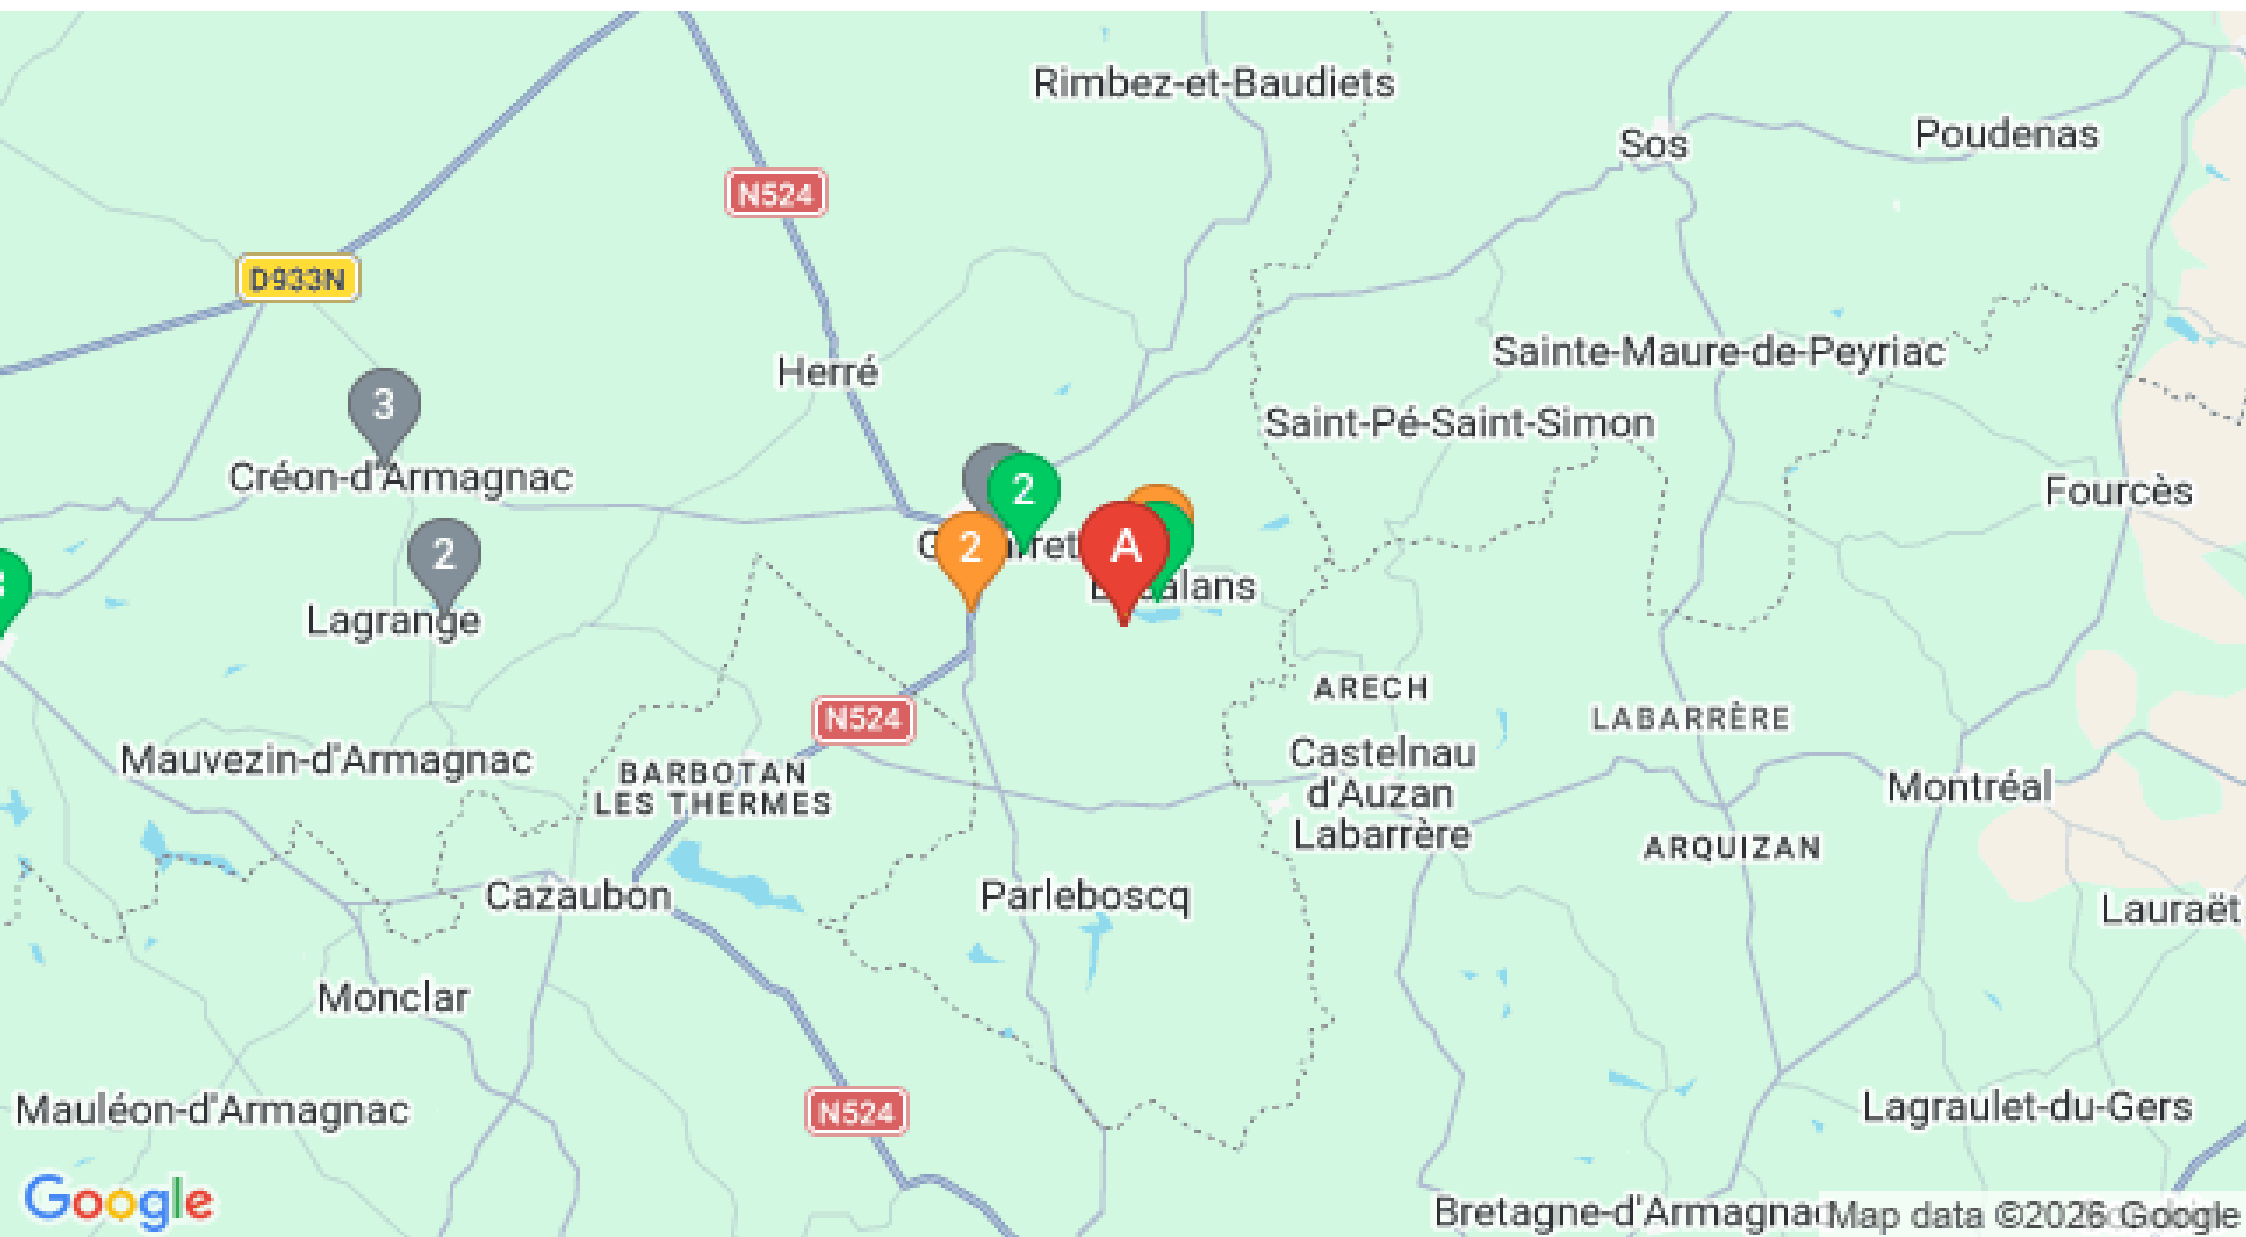 Rimbez-et-Baudiets
Sos
Poudenas
N524
D933N
Sainte-Maure-de-Peyriac
Herré
3
Saint-Pé-Saint-Simon
Créon-d'Armagnac
2
Fourcès
2
2
A
Lagrange
ARECH
N524
LABARRÈRE
Mauvezin-d'Armagnac
BARBOTAN
LES THERMES
Castelnau
d'Auzan
Labarrère
Montréal
ARQUIZAN
Cazaubon
Parleboscq
Lauraët
Monclar
Mauléon-d'Armagnac
N524
Lagraulet-du-Gers
Google
Bretagne-d'Armagnac
Map data ©2026 Google